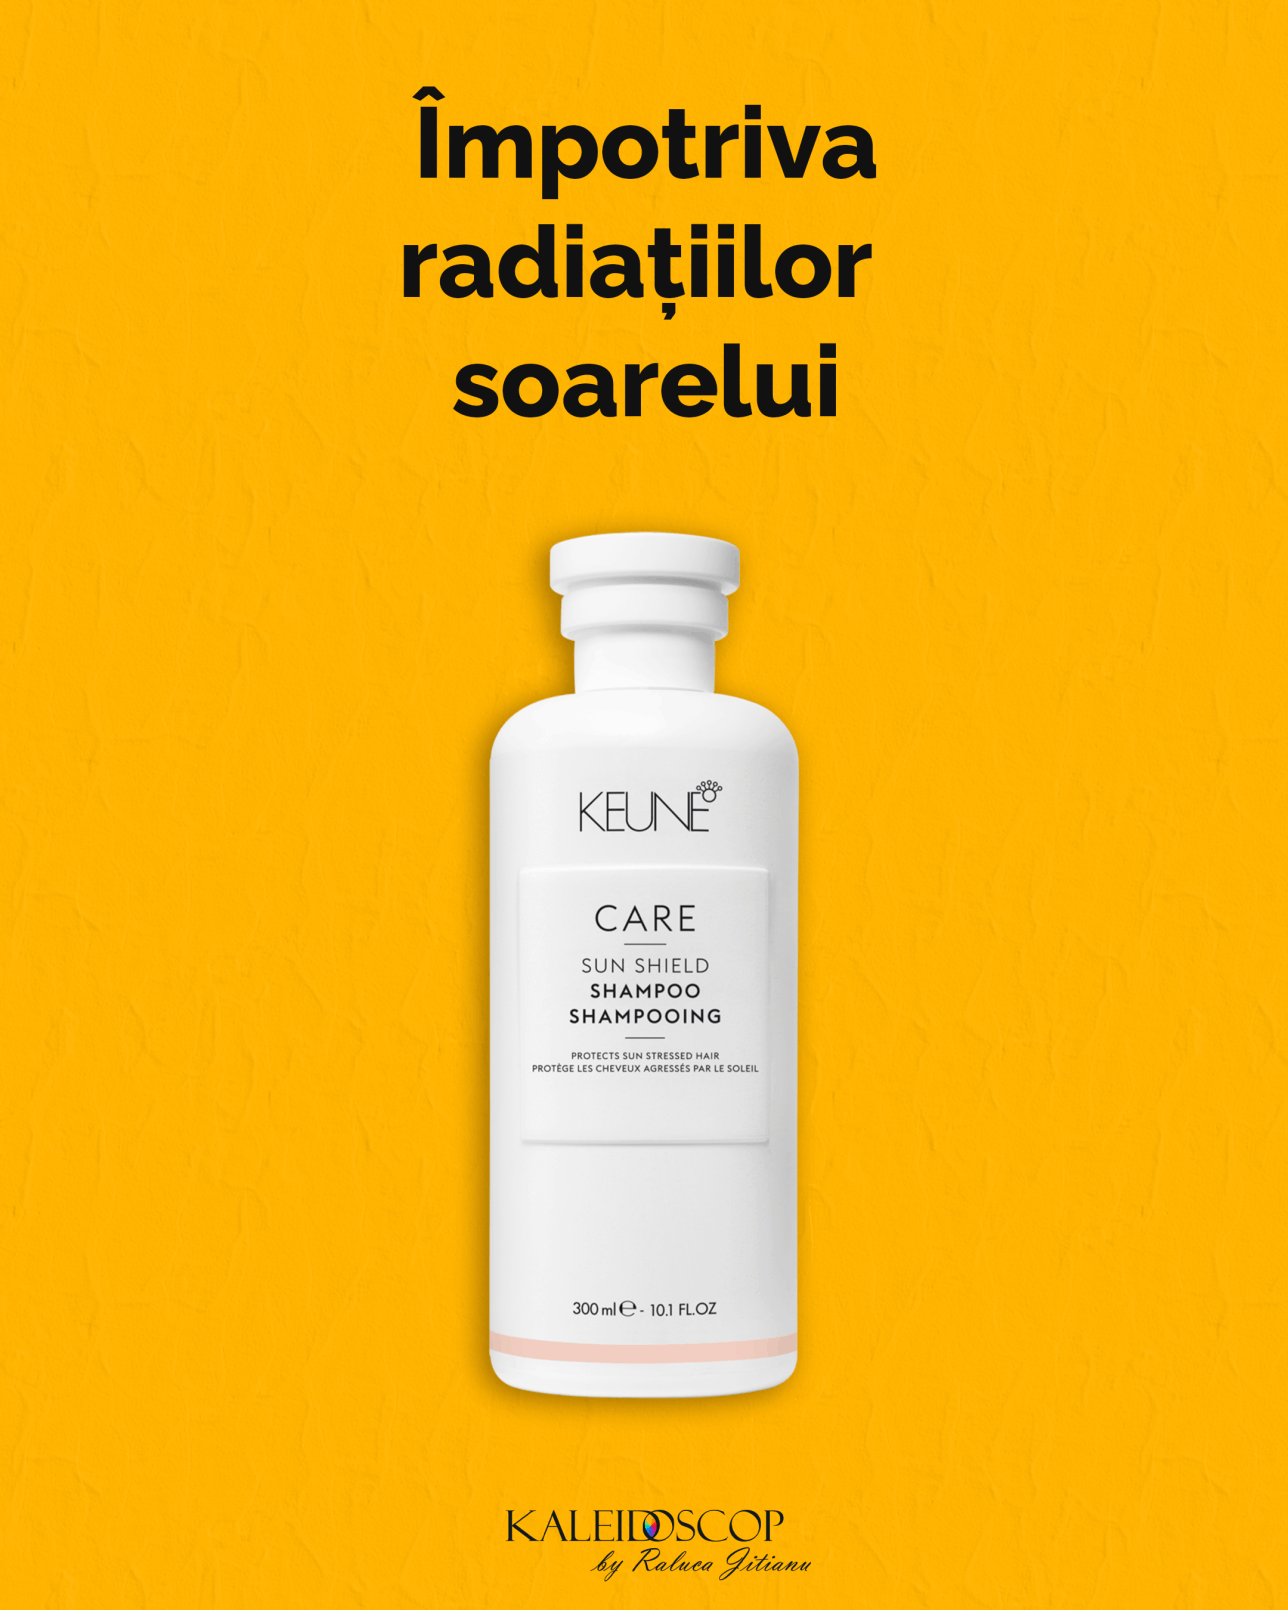 Împotriva
radiațiilor
soarelui
KEUNE
CARE
SUN SHIELD
SHAMPOO
SHAMPOOING
PROTECTS SUN STRESSED HAIR
PROTÈGE LES CHEVEUX AGRESSÉS PAR LE SOLEIL
300 ml ℮ - 10.1 FL.OZ
KALEIDOSCOP
by Raluca Jitianu